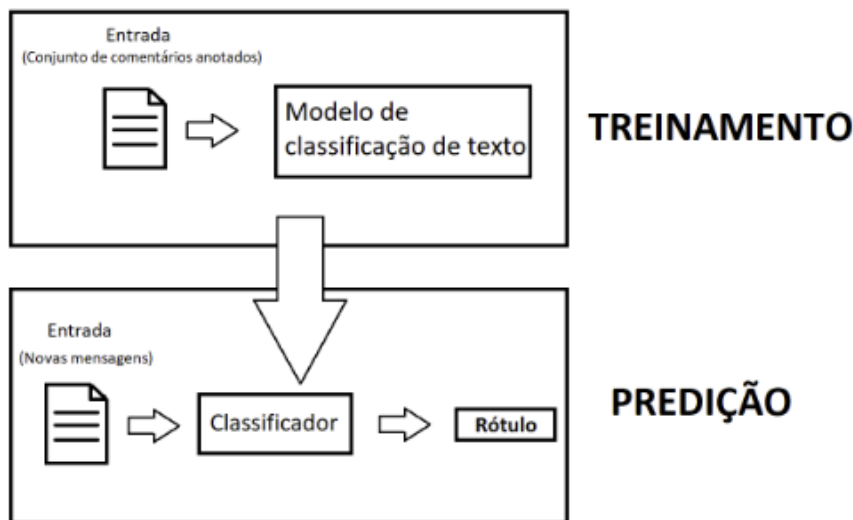 Entrada
(Conjunto de comentários anotados)
Modelo de
classificação de texto
TREINAMENTO
Entrada
(Novas mensagens)
Classificador
Rótulo
PREDIÇÃO